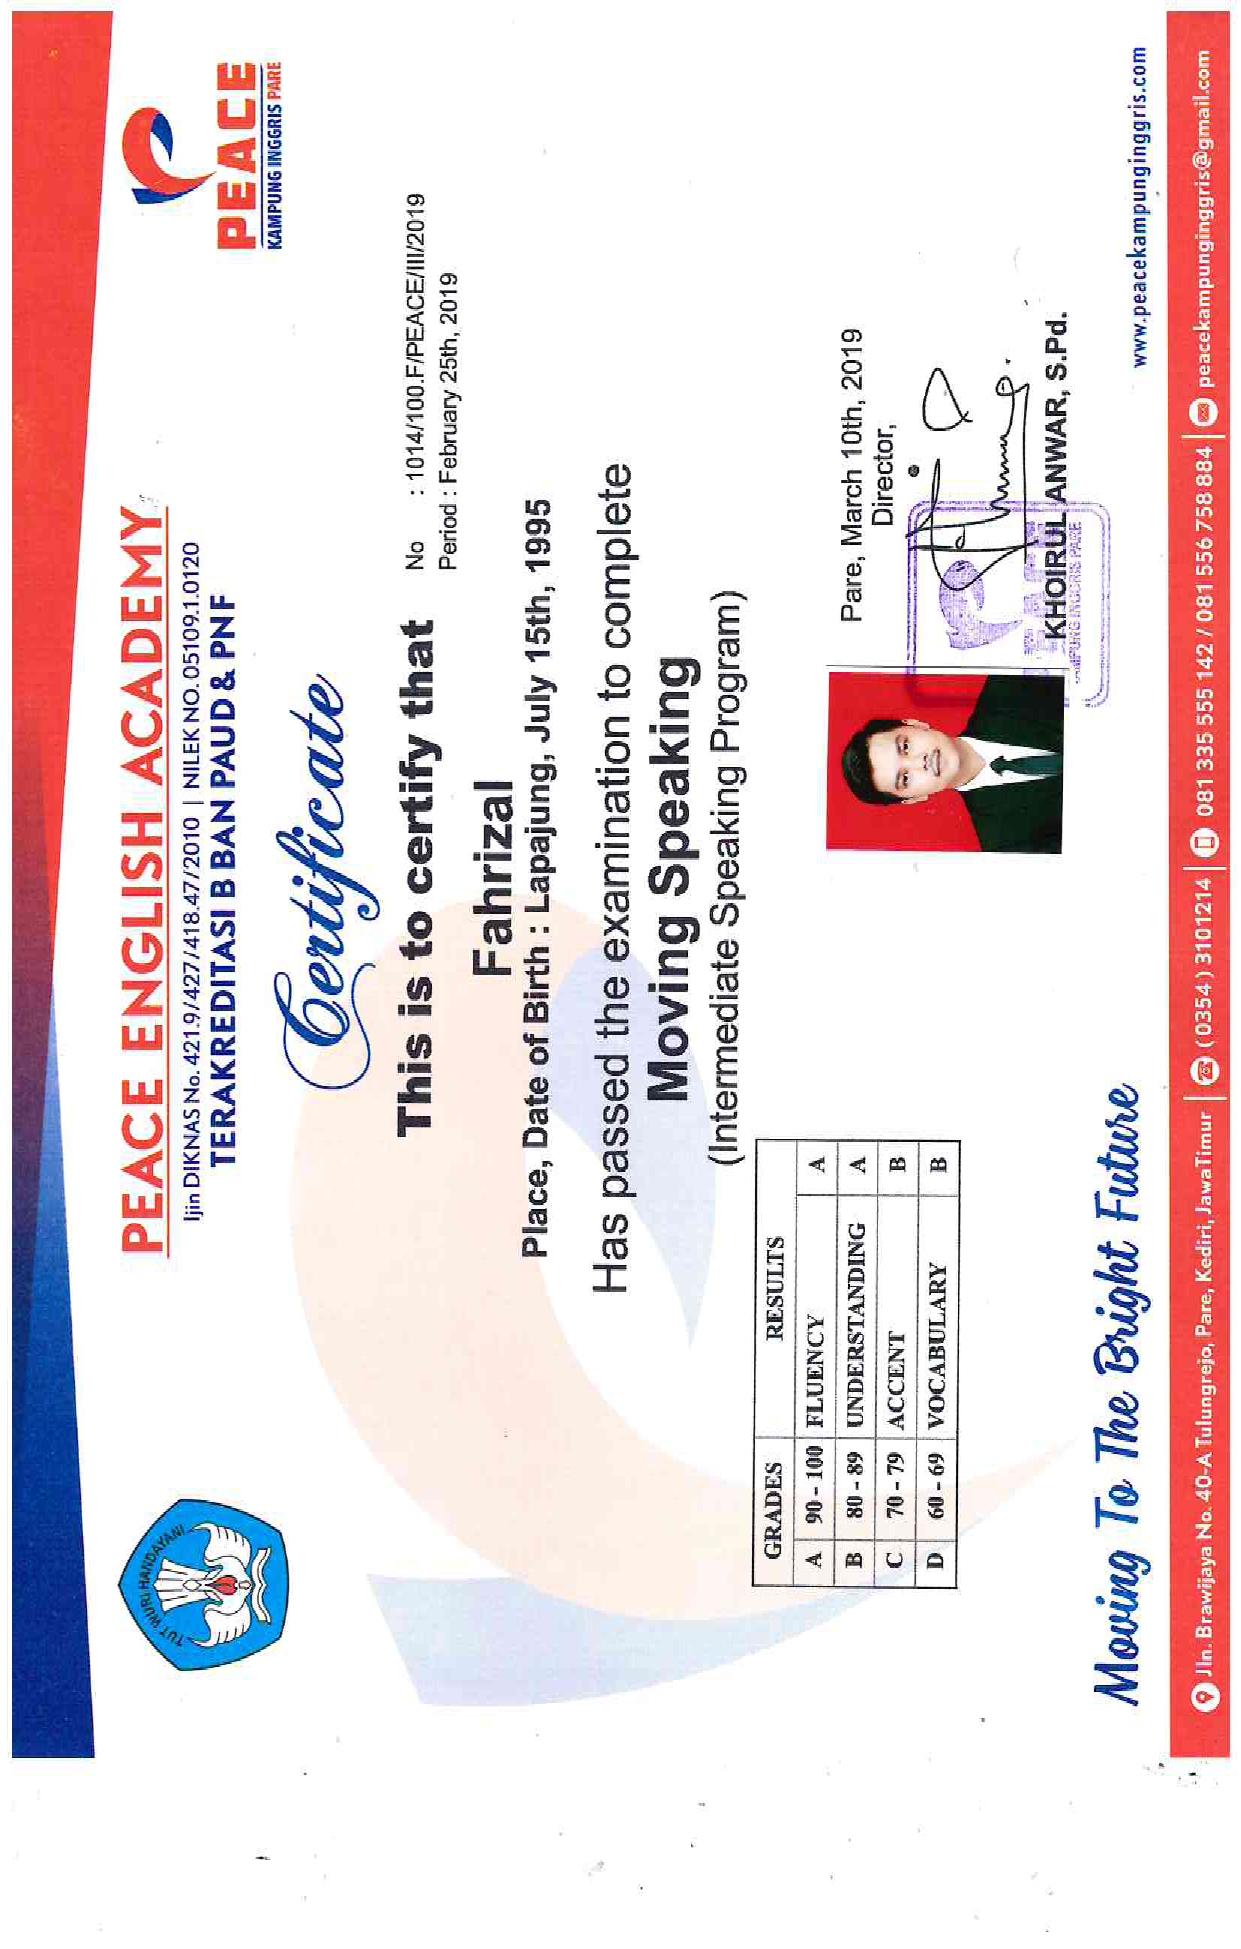 PEACE ENGLISH ACADEMY
Ijin DIKNAS No. 421.9/427/418.47/2010 | NILEK NO. 05109.1.0120
TERAKREDITASI B BAN PAUD & PNF
TUT WURI HANDAYANI
PEACE
KAMPUNG INGGRIS PARE
Certificate
No : 1014/100.F/PEACE/III/2019
Period : February 25th, 2019
This is to certify that
Fahrizal
Place, Date of Birth : Lapajung, July 15th, 1995
Has passed the examination to complete
Moving Speaking
(Intermediate Speaking Program)
GRADES RESULTS
A 90 - 100 FLUENCY A
B 80 - 89 UNDERSTANDING A
C 70 - 79 ACCENT B
D 60 - 69 VOCABULARY B
Pare, March 10th, 2019
Director,
KAMPUNG INGGRIS PARE
KHOIRUL ANWAR, S.Pd.
Moving To The Bright Future
www.peacekampunginggris.com
Jln. Brawijaya No. 40-A Tulungrejo, Pare, Kediri, Jawa Timur | (0354) 3101214 | 081 335 555 142 / 081 556 758 884 | peacekampunginggris@gmail.com